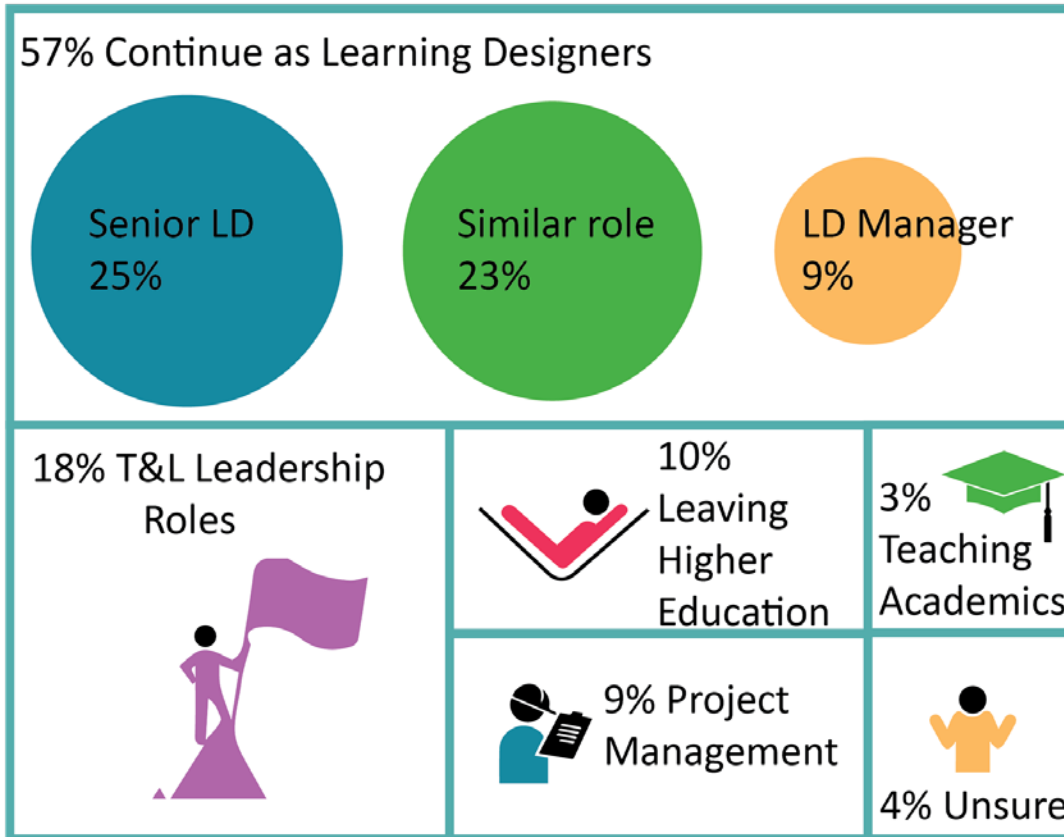 57% Continue as Learning Designers
Senior LD
25%
Similar role
23%
LD Manager
9%
18% T&L Leadership
Roles
10%
Leaving
Higher
Education
3%
Teaching
Academics
9% Project
Management
4% Unsure